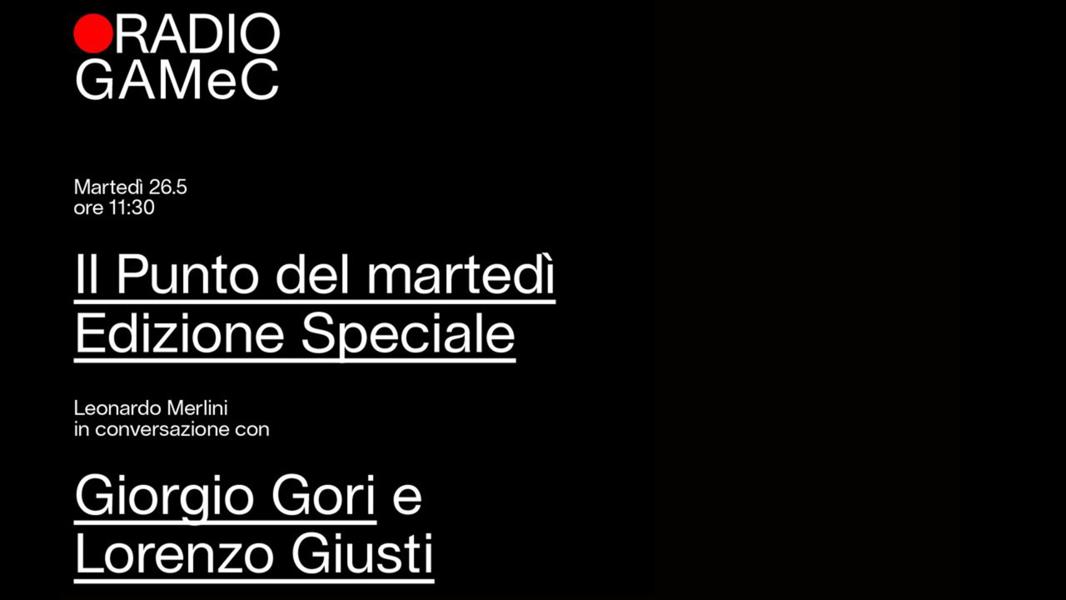 RADIO
GAMeC
Martedì 26.5
ore 11:30
Il Punto del martedì
Edizione Speciale
Leonardo Merlini
in conversazione con
Giorgio Gori e
Lorenzo Giusti